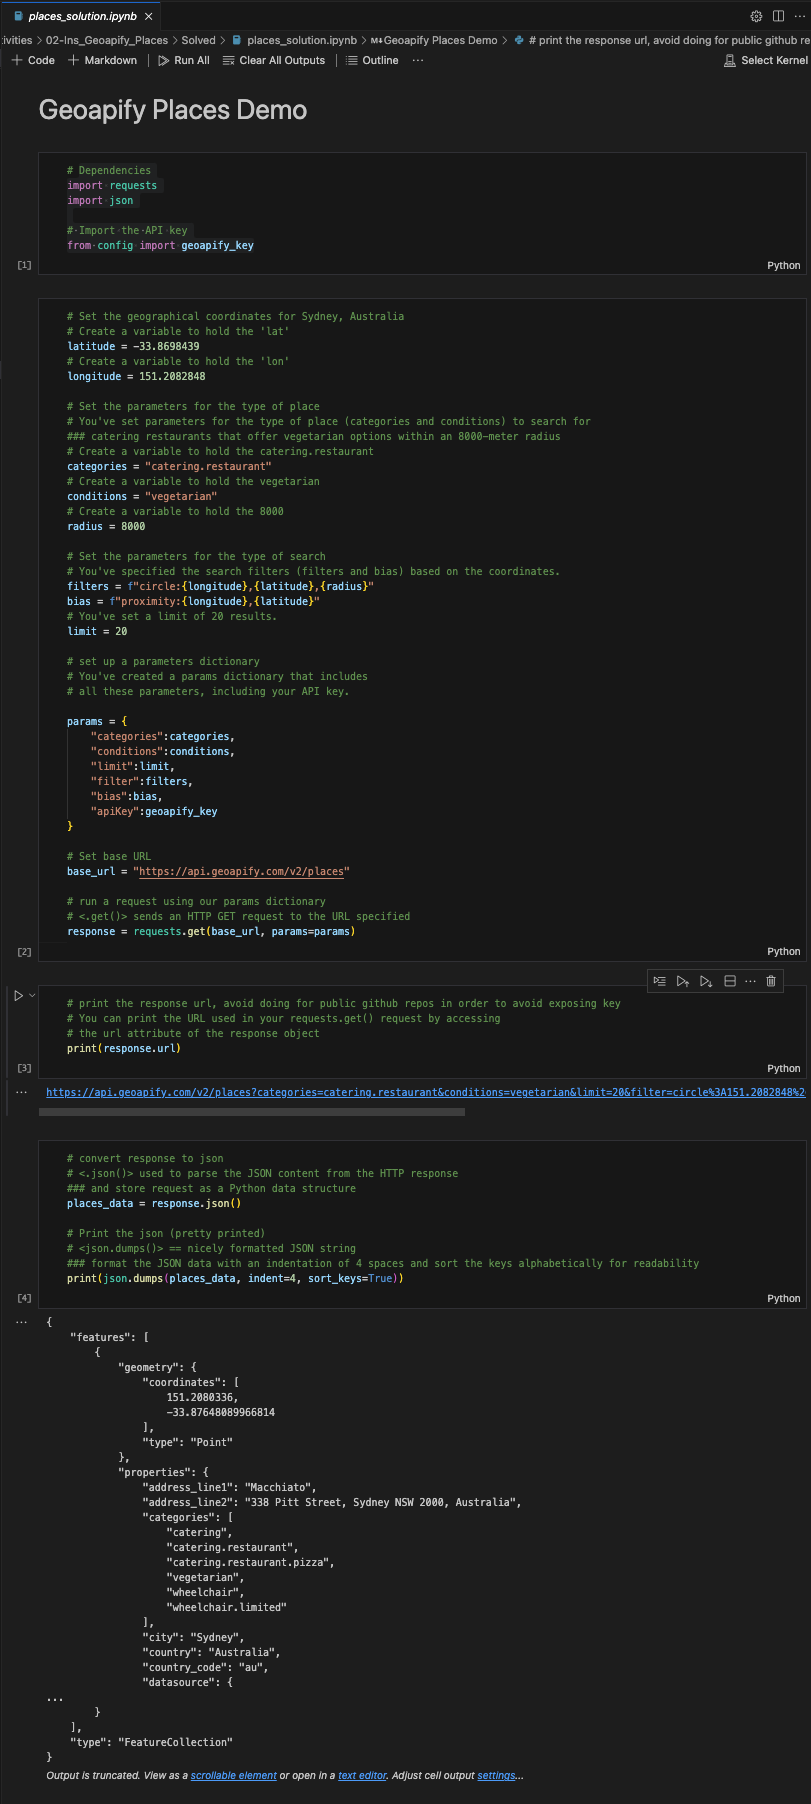 places_solution.ipynb
tivities > 02-Ins_Geoapify_Places > Solved > places_solution.ipynb > M↓Geoapify Places Demo > # print the response url, avoid doing for public github re
+ Code + Markdown | Run All Clear All Outputs | Outline ... Select Kernel
Geoapify Places Demo
# Dependencies
import requests
import json
# Import the API key
from config import geoapify_key
[1]
Python
# Set the geographical coordinates for Sydney, Australia
# Create a variable to hold the 'lat'
latitude = -33.8698439
# Create a variable to hold the 'lon'
longitude = 151.2082848
# Set the parameters for the type of place
# You've set parameters for the type of place (categories and conditions) to search for
### catering restaurants that offer vegetarian options within an 8000-meter radius
# Create a variable to hold the catering.restaurant
categories = "catering.restaurant"
# Create a variable to hold the vegetarian
conditions = "vegetarian"
# Create a variable to hold the 8000
radius = 8000
# Set the parameters for the type of search
# You've specified the search filters (filters and bias) based on the coordinates.
filters = f"circle:{longitude},{latitude},{radius}"
bias = f"proximity:{longitude},{latitude}"
# You've set a limit of 20 results.
limit = 20
# set up a parameters dictionary
# You've created a params dictionary that includes
# all these parameters, including your API key.
params = {
    "categories":categories,
    "conditions":conditions,
    "limit":limit,
    "filter":filters,
    "bias":bias,
    "apiKey":geoapify_key
}
# Set base URL
base_url = "https://api.geoapify.com/v2/places"
# run a request using our params dictionary
# <.get()> sends an HTTP GET request to the URL specified
response = requests.get(base_url, params=params)
[2]
Python
# print the response url, avoid doing for public github repos in order to avoid exposing key
# You can print the URL used in your requests.get() request by accessing
# the url attribute of the response object
print(response.url)
[3]
Python
... https://api.geoapify.com/v2/places?categories=catering.restaurant&conditions=vegetarian&limit=20&filter=circle%3A151.2082848%2
# convert response to json
# <.json()> used to parse the JSON content from the HTTP response
### and store request as a Python data structure
places_data = response.json()
# Print the json (pretty printed)
# <json.dumps()> == nicely formatted JSON string
### format the JSON data with an indentation of 4 spaces and sort the keys alphabetically for readability
print(json.dumps(places_data, indent=4, sort_keys=True))
[4]
Python
... {
    "features": [
        {
            "geometry": {
                "coordinates": [
                    151.2080336,
                    -33.87648089966814
                ],
                "type": "Point"
            },
            "properties": {
                "address_line1": "Macchiato",
                "address_line2": "338 Pitt Street, Sydney NSW 2000, Australia",
                "categories": [
                    "catering",
                    "catering.restaurant",
                    "catering.restaurant.pizza",
                    "vegetarian",
                    "wheelchair",
                    "wheelchair.limited"
                ],
                "city": "Sydney",
                "country": "Australia",
                "country_code": "au",
                "datasource": {
...
        }
    ],
    "type": "FeatureCollection"
}
Output is truncated. View as a scrollable element or open in a text editor. Adjust cell output settings...